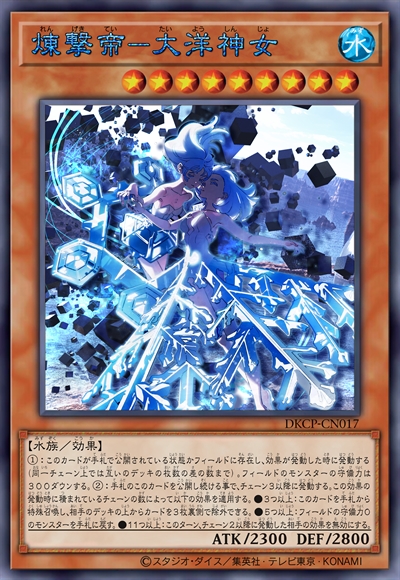 れん げき てい たい よう しん じょ
煉撃帝－大洋神女
水
DKCP-CN017
【水族／効果】
①：このカードが手札で公開されている状態かフィールドに存在し、効果が発動した時に発動する
(同一チェーン上では互いのデッキの枚数の差の数まで)。フィールドのモンスターの守備力は
３００ダウンする。②：手札のこのカードを公開し続ける事で、チェーン３以降に発動する。この効果の
発動時に積まれているチェーンの数によって以下の効果を適用する。●３つ以上：このカードを手札から
特殊召喚し、相手のデッキの上からカードを３枚裏側で除外できる。●５つ以上：フィールドの守備力０
のモンスターを手札に戻す。●11つ以上：このターン、チェーン２以降に発動した相手の効果を無効にする。
ATK/2300 DEF/2800
©スタジオ・ダイス／集英社・テレビ東京・KONAMI